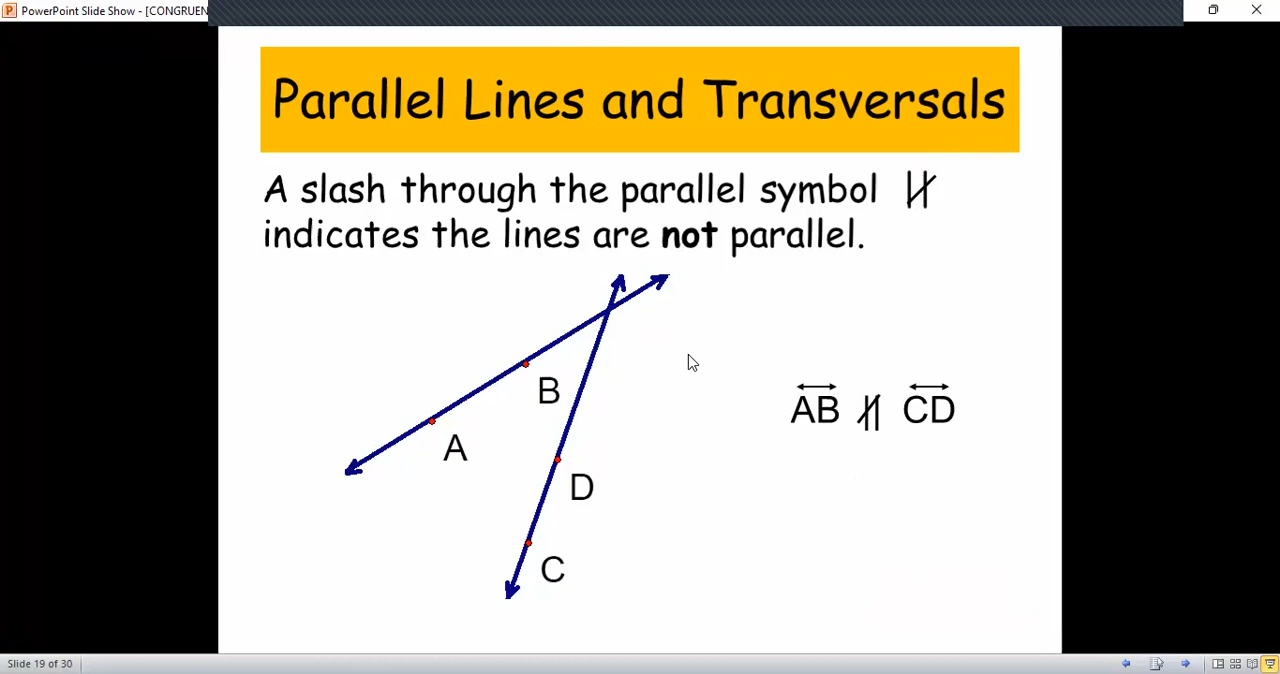 PowerPoint Slide Show - [CONGRUEN
Parallel Lines and Transversals
A slash through the parallel symbol ∦
indicates the lines are not parallel.
B
A
AB ∦ CD
D
C
Slide 19 of 30